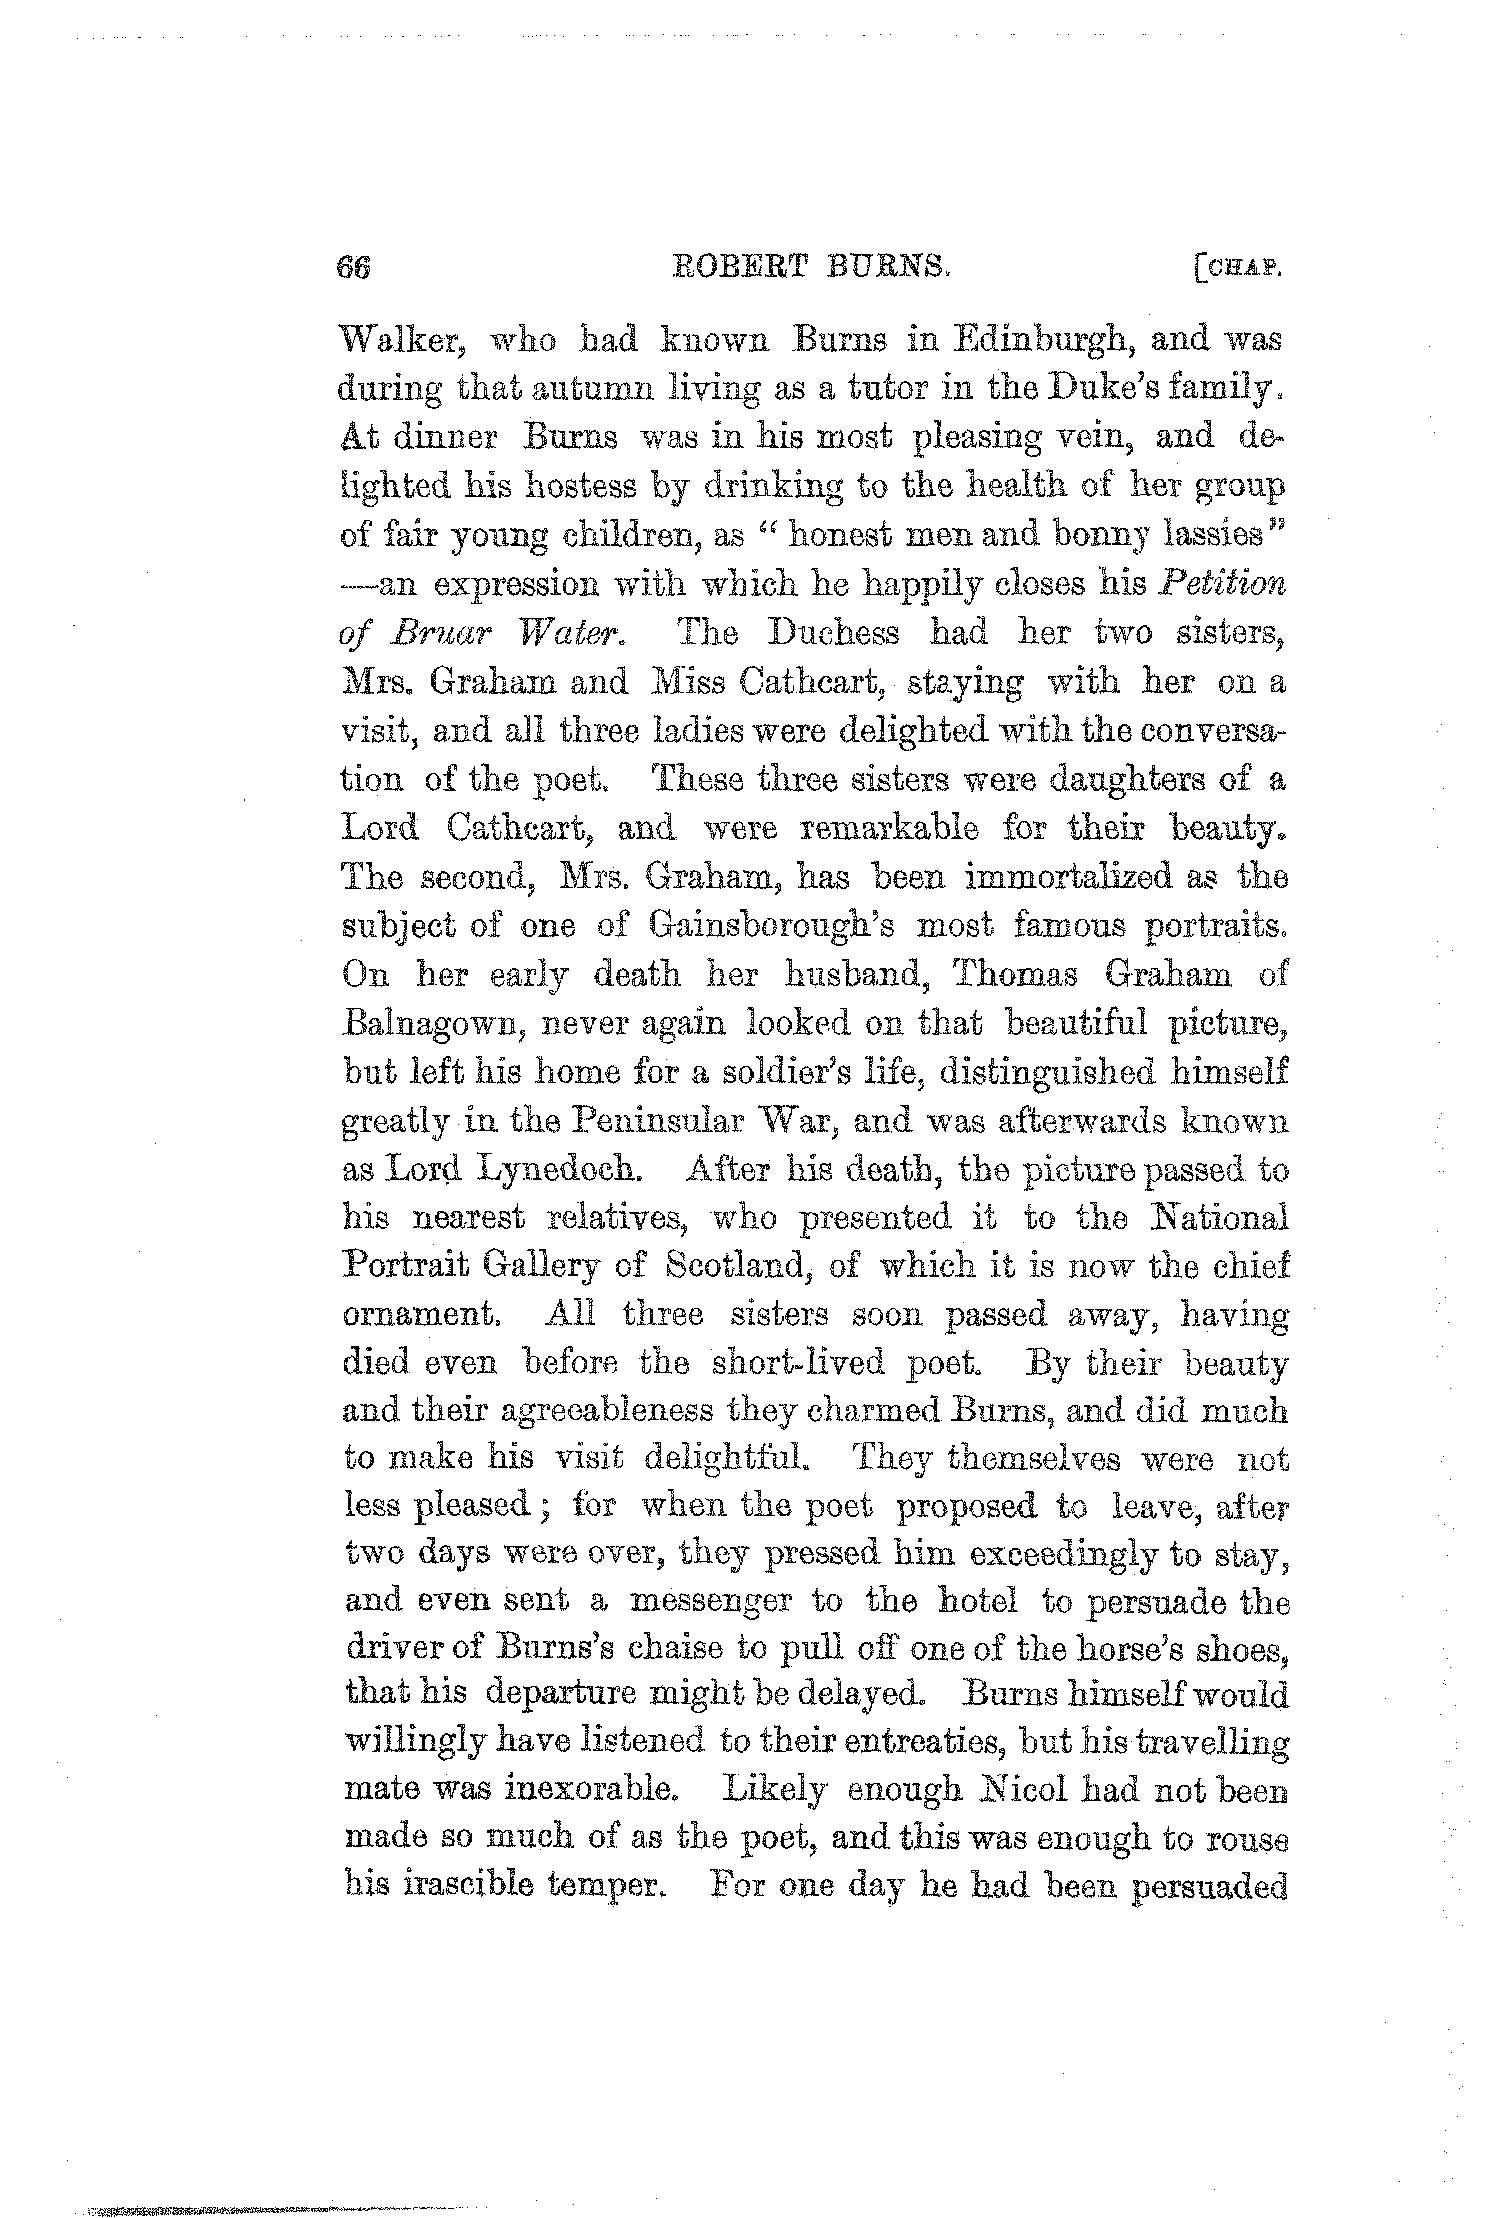 66 ROBERT BURNS. [CHAP.
Walker, who had known Burns in Edinburgh, and was
during that autumn living as a tutor in the Duke's family.
At dinner Burns was in his most pleasing vein, and de-
lighted his hostess by drinking to the health of her group
of fair young children, as “ honest men and bonny lassies”
—an expression with which he happily closes his Petition
of Bruar Water. The Duchess had her two sisters,
Mrs. Graham and Miss Cathcart, staying with her on a
visit, and all three ladies were delighted with the conversa-
tion of the poet. These three sisters were daughters of a
Lord Cathcart, and were remarkable for their beauty.
The second, Mrs. Graham, has been immortalized as the
subject of one of Gainsborough's most famous portraits.
On her early death her husband, Thomas Graham of
Balnagown, never again looked on that beautiful picture,
but left his home for a soldier's life, distinguished himself
greatly in the Peninsular War, and was afterwards known
as Lord Lynedoch. After his death, the picture passed to
his nearest relatives, who presented it to the National
Portrait Gallery of Scotland, of which it is now the chief
ornament. All three sisters soon passed away, having
died even before the short-lived poet. By their beauty
and their agreeableness they charmed Burns, and did much
to make his visit delightful. They themselves were not
less pleased ; for when the poet proposed to leave, after
two days were over, they pressed him exceedingly to stay,
and even sent a messenger to the hotel to persuade the
driver of Burns's chaise to pull off one of the horse's shoes,
that his departure might be delayed. Burns himself would
willingly have listened to their entreaties, but his travelling
mate was inexorable. Likely enough Nicol had not been
made so much of as the poet, and this was enough to rouse
his irascible temper. For one day he had been persuaded